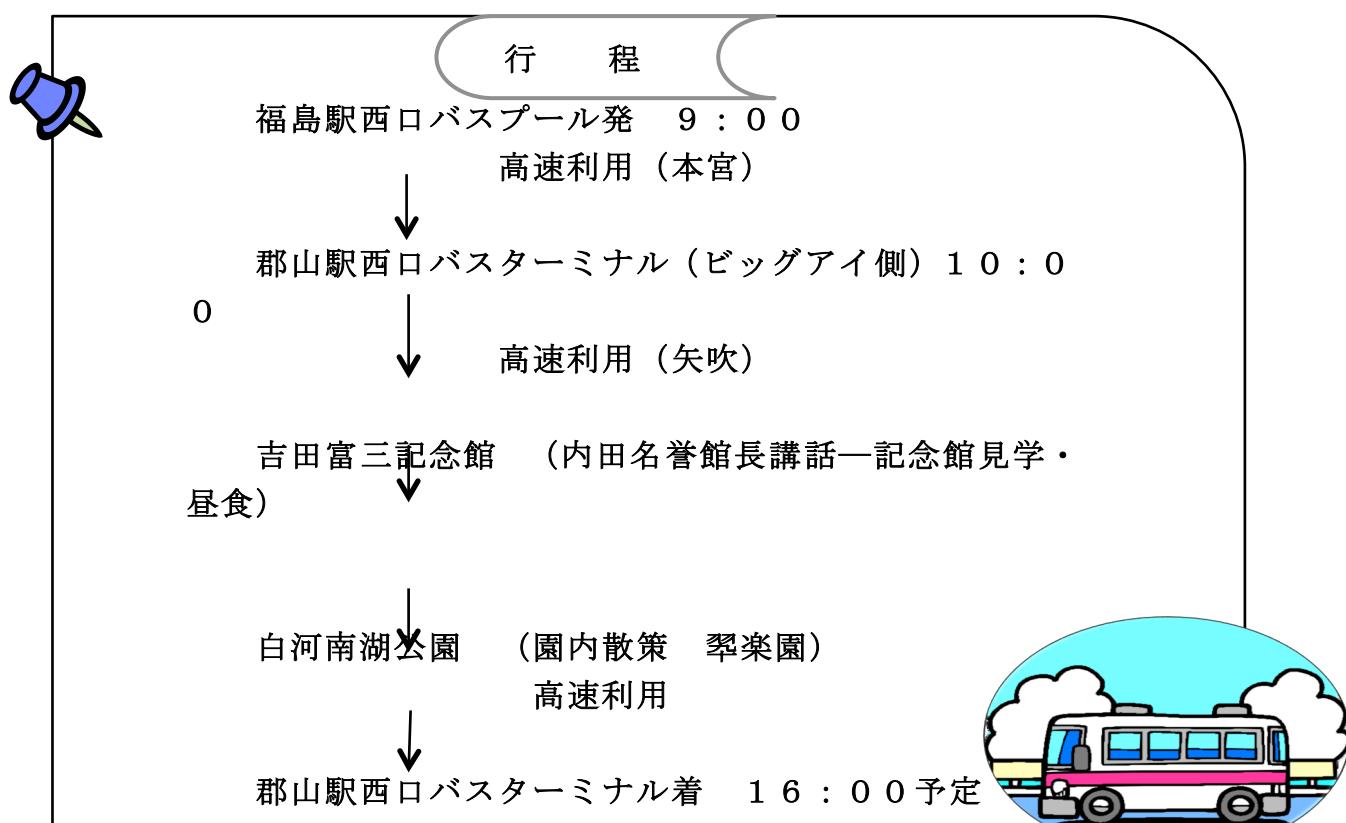 行　　程
福島駅西口バスプール発　９：００
高速利用（本宮）
郡山駅西口バスターミナル（ビッグアイ側）１０：０
０
高速利用（矢吹）
吉田富三記念館　（内田名誉館長講話―記念館見学・
昼食）
白河南湖公園　（園内散策　翠楽園）
高速利用
郡山駅西口バスターミナル着　１６：００予定